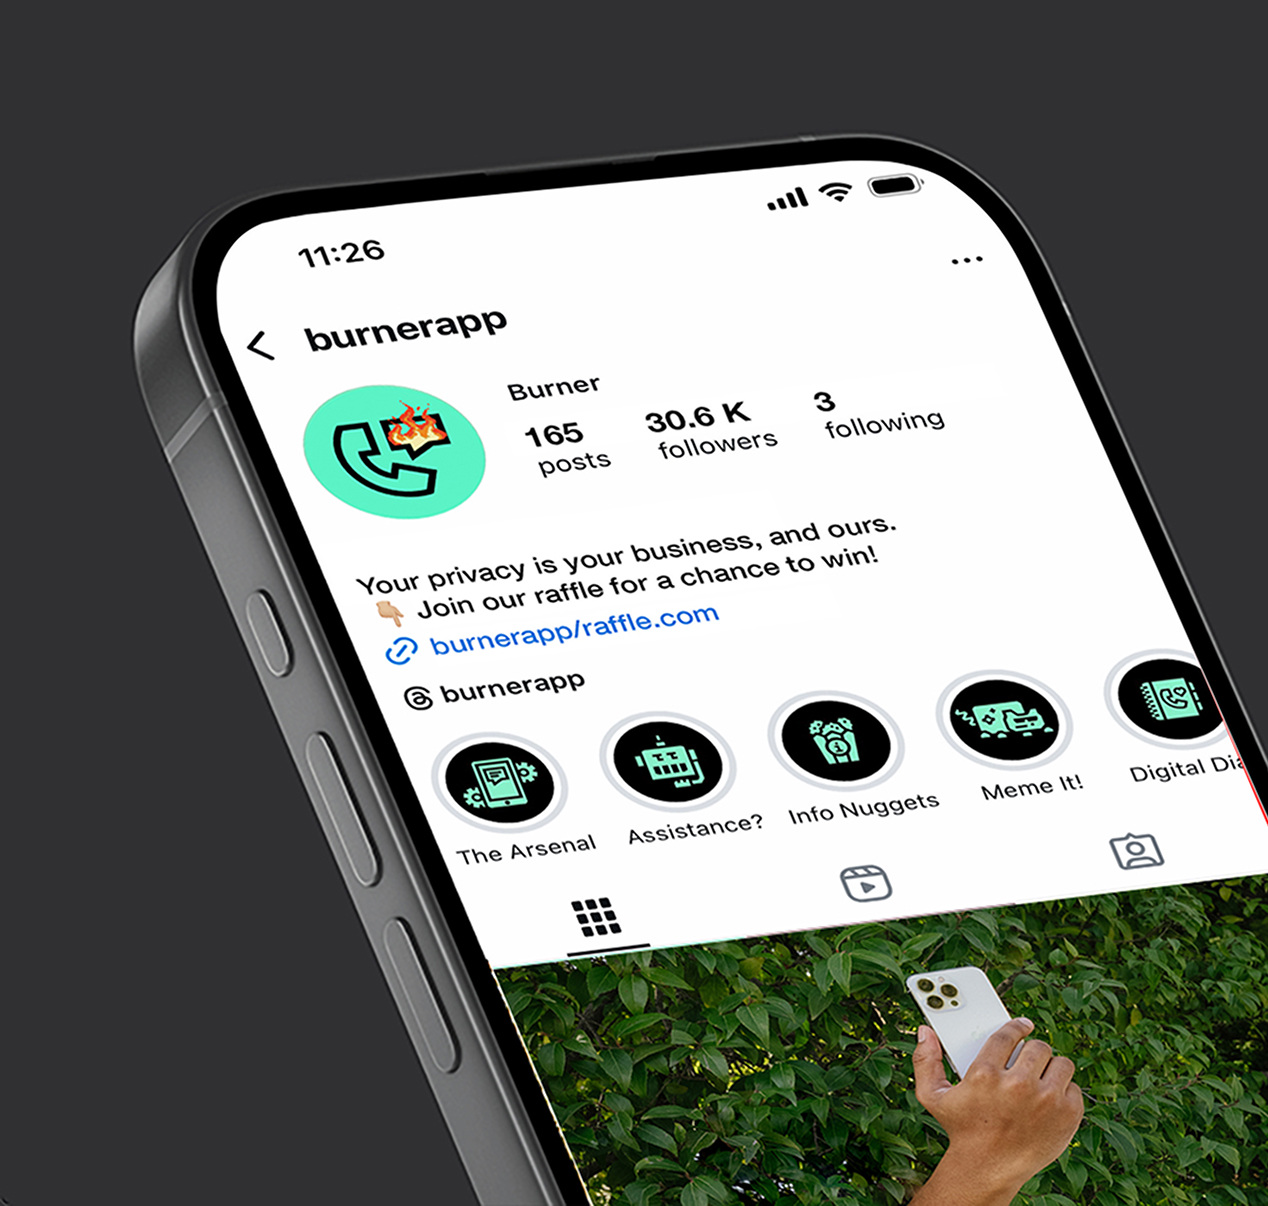 11:26
burnerapp
Burner
165 30.6 K 3
posts followers following
Your privacy is your business, and ours.
👇🏼 Join our raffle for a chance to win!
burnerapp/raffle.com
burnerapp
The Arsenal Assistance? Info Nuggets Meme It! Digital Dia